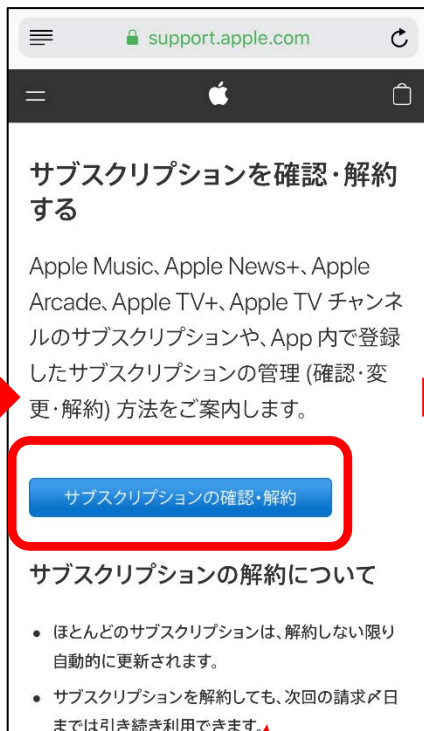 support.apple.com
サブスクリプションを確認・解約
する
Apple Music、Apple News+、Apple
Arcade、Apple TV+、Apple TV チャンネ
ルのサブスクリプションや、App 内で登録
したサブスクリプションの管理 (確認・変
更・解約) 方法をご案内します。
サブスクリプションの確認・解約
サブスクリプションの解約について
• ほとんどのサブスクリプションは、解約しない限り
自動的に更新されます。
• サブスクリプションを解約しても、次回の請求〆日
までは引き続き利用できます。